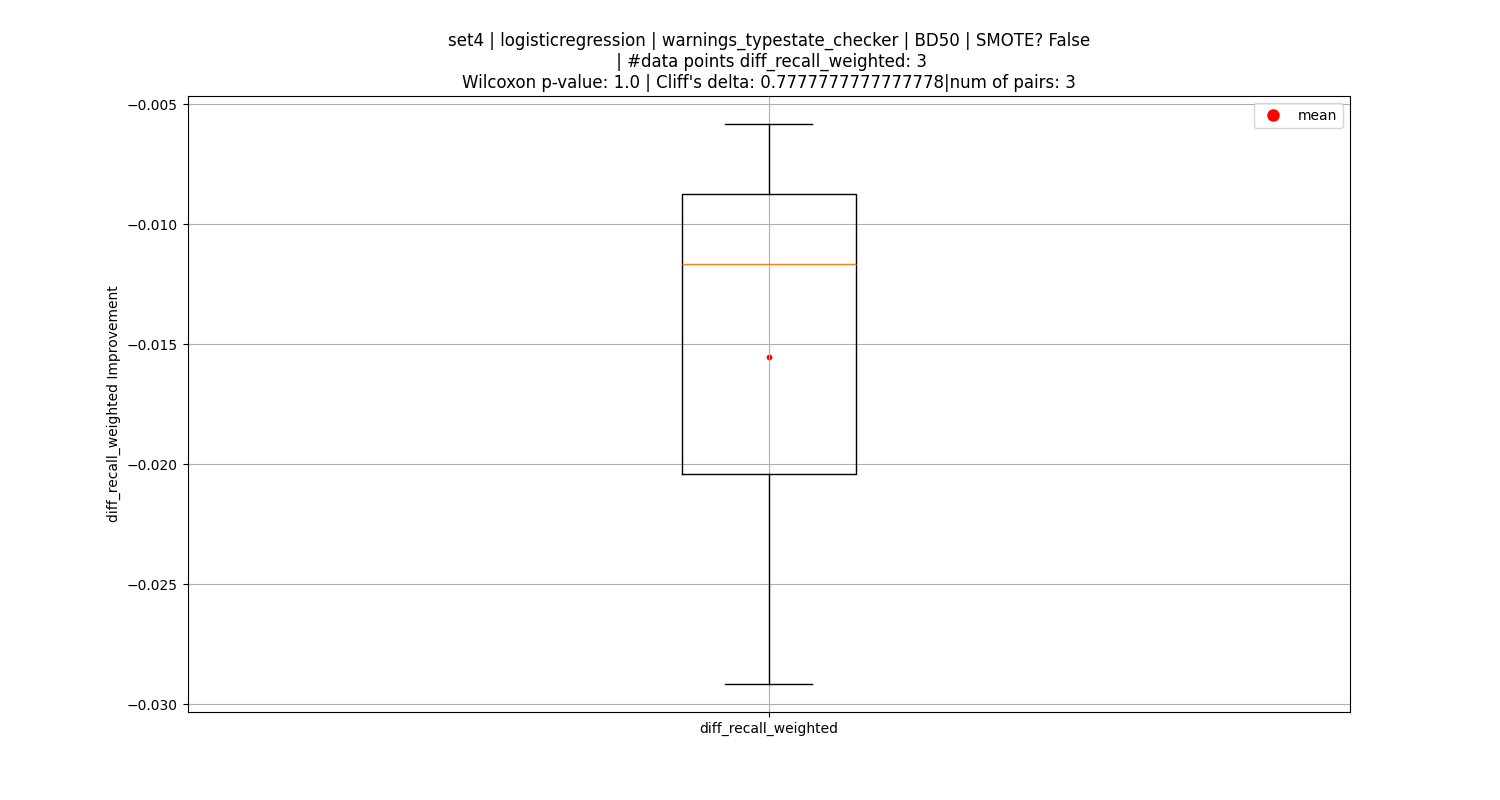 set4 | logisticregression | warnings_typestate_checker | BD50 | SMOTE? False
| #data points diff_recall_weighted: 3
Wilcoxon p-value: 1.0 | Cliff's delta: 0.7777777777777778|num of pairs: 3
mean
−0.005
−0.010
−0.015
−0.020
−0.025
−0.030
diff_recall_weighted Improvement
diff_recall_weighted